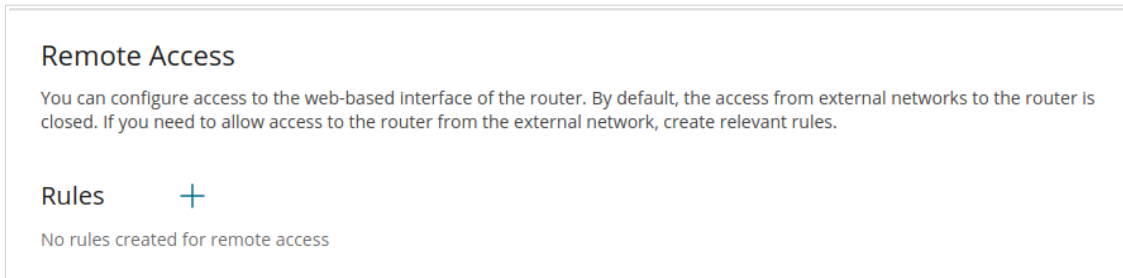 Remote Access
You can configure access to the web-based interface of the router. By default, the access from external networks to the router is
closed. If you need to allow access to the router from the external network, create relevant rules.
Rules
No rules created for remote access